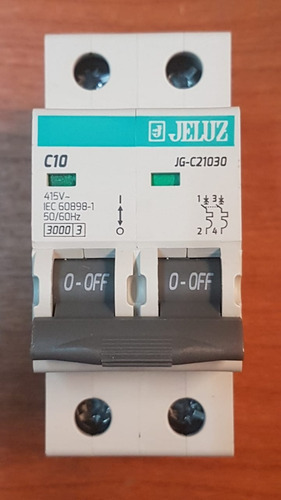 JELUZ
C10 JG-C21030
415V~
IEC 60898-1
50/60Hz
3000 3
I
O
1 3
2 4
O-OFF O-OFF